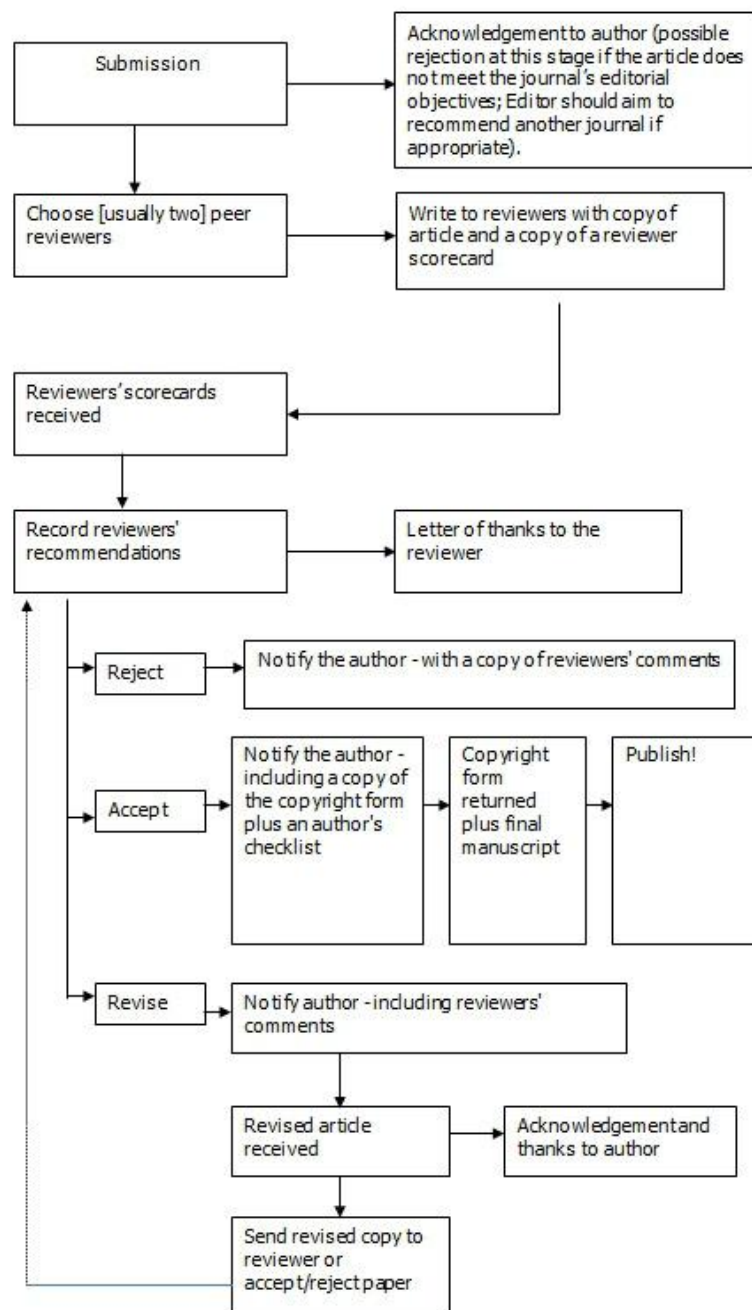 Submission
Acknowledgement to author (possible
rejection at this stage if the article does
not meet the journal's editorial
objectives; Editor should aim to
recommend another journal if
appropriate).
Choose [usually two] peer
reviewers
Write to reviewers with copy of
article and a copy of a reviewer
scorecard
Reviewers' scorecards
received
Record reviewers'
recommendations
Letter of thanks to the
reviewer
Reject
Notify the author - with a copy of reviewers' comments
Accept
Notify the author -
including a copy of
the copyright form
plus an author's
checklist
Copyright
form
returned
plus final
manuscript
Publish!
Revise
Notify author - including reviewers'
comments
Revised article
received
Acknowledgement and
thanks to author
Send revised copy to
reviewer or
accept/reject paper